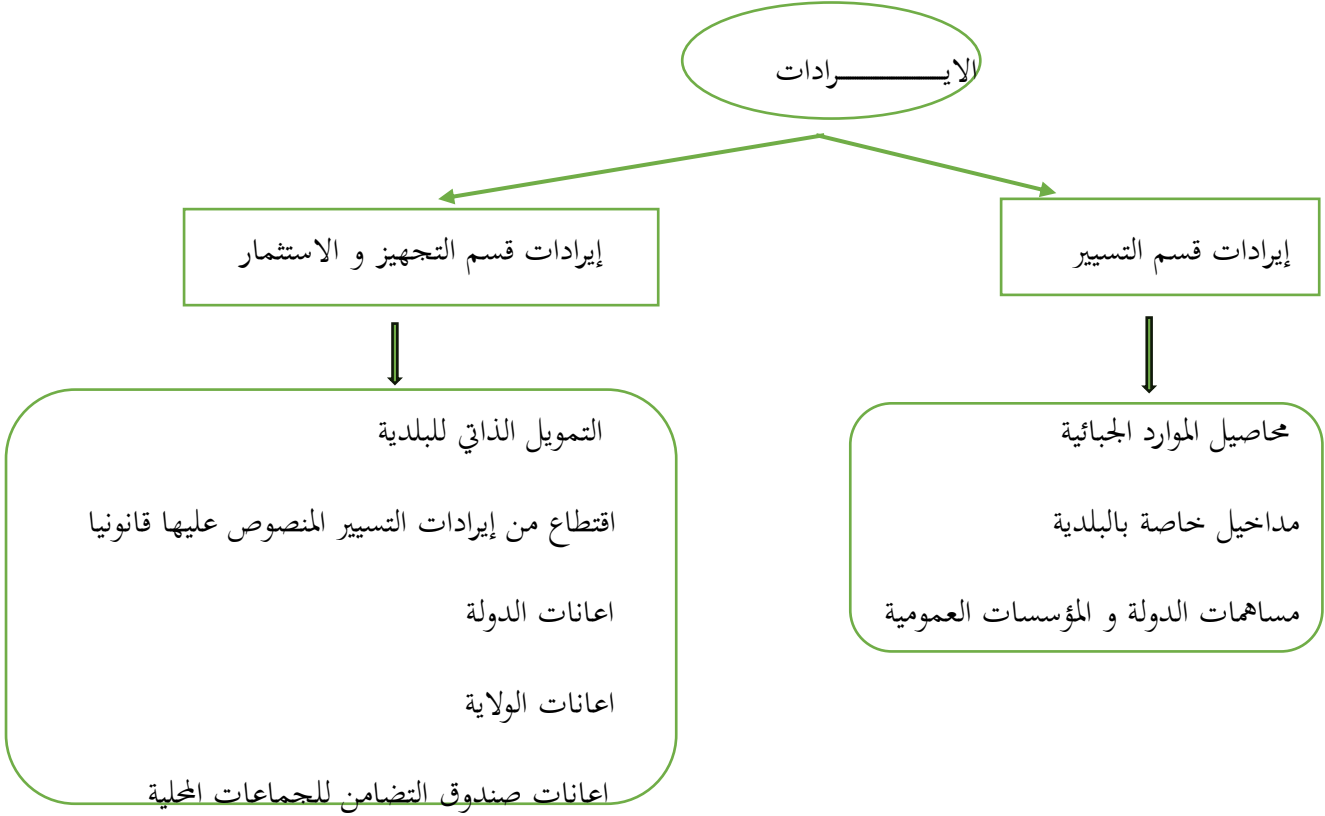 الايـــــــــرادات
إيرادات قسم التسيير
إيرادات قسم التجهيز و الاستثمار
محاصيل الموارد الجبائية
مداخيل خاصة بالبلدية
مساهمات الدولة و المؤسسات العمومية
التمويل الذاتي للبلدية
اقتطاع من إيرادات التسيير المنصوص عليها قانونيا
اعانات الدولة
اعانات الولاية
اعانات صندوق التضامن للجماعات المحلية